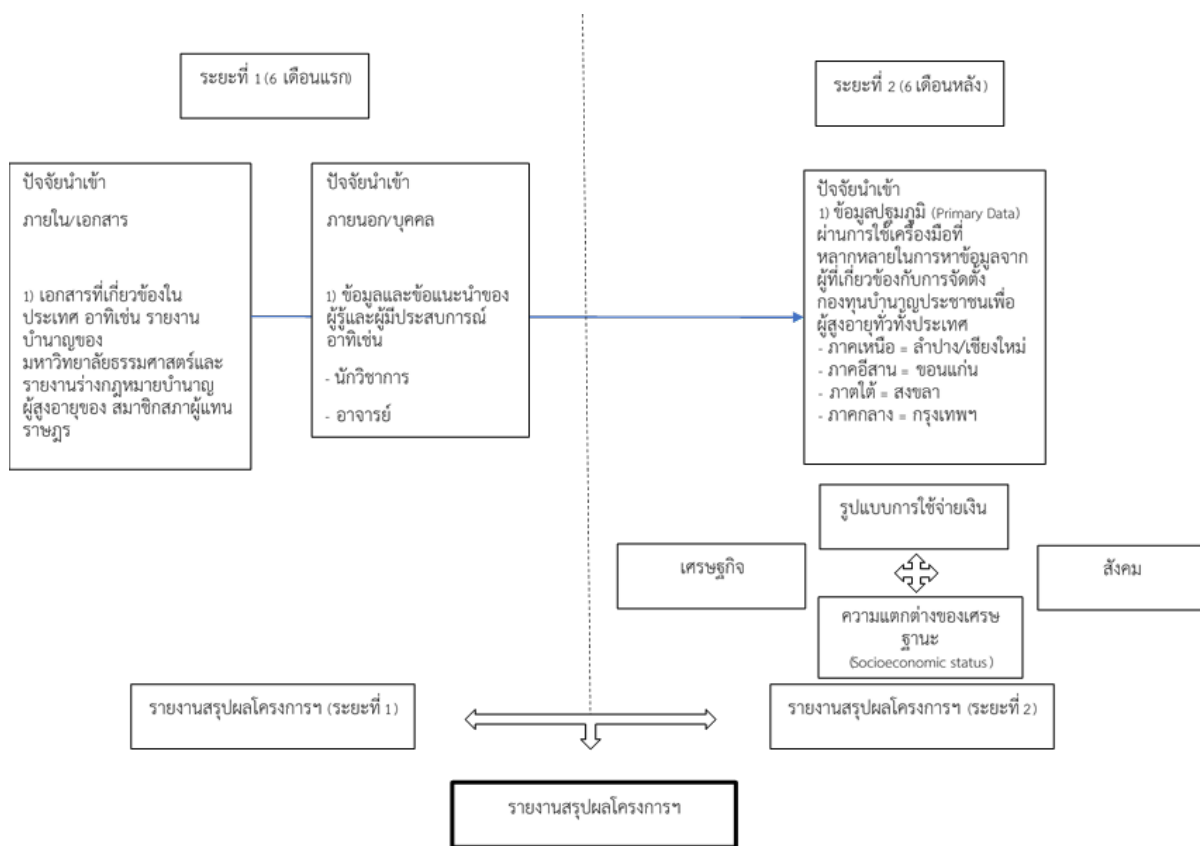 ระยะที่ 1 (6 เดือนแรก)
ระยะที่ 2 (6 เดือนหลัง)
ปัจจัยนำเข้า
ภายใน/เอกสาร
1) เอกสารที่เกี่ยวข้องใน
ประเทศ อาทิเช่น รายงาน
บำนาญของ
มหาวิทยาลัยธรรมศาสตร์และ
รายงานร่างกฎหมายบำนาญ
ผู้สูงอายุของ สมาชิกสภาผู้แทน
ราษฎร
ปัจจัยนำเข้า
ภายนอก/บุคคล
1) ข้อมูลและข้อแนะนำของ
ผู้รู้และผู้มีประสบการณ์
อาทิเช่น
- นักวิชาการ
- อาจารย์
ปัจจัยนำเข้า
1) ข้อมูลปฐมภูมิ (Primary Data)
ผ่านการใช้เครื่องมือที่
หลากหลายในการหาข้อมูลจาก
ผู้ที่เกี่ยวข้องกับการจัดตั้ง
กองทุนบำนาญประชาชนเพื่อ
ผู้สูงอายุทั่วทั้งประเทศ
- ภาคเหนือ = ลำปาง/เชียงใหม่
- ภาคอีสาน = ขอนแก่น
- ภาตใต้ = สงขลา
- ภาคกลาง = กรุงเทพฯ
รูปแบบการใช้จ่ายเงิน
เศรษฐกิจ
สังคม
ความแตกต่างของเศรษ
ฐานะ
(Socioeconomic status)
รายงานสรุปผลโครงการฯ (ระยะที่ 1)
รายงานสรุปผลโครงการฯ (ระยะที่ 2)
รายงานสรุปผลโครงการฯ